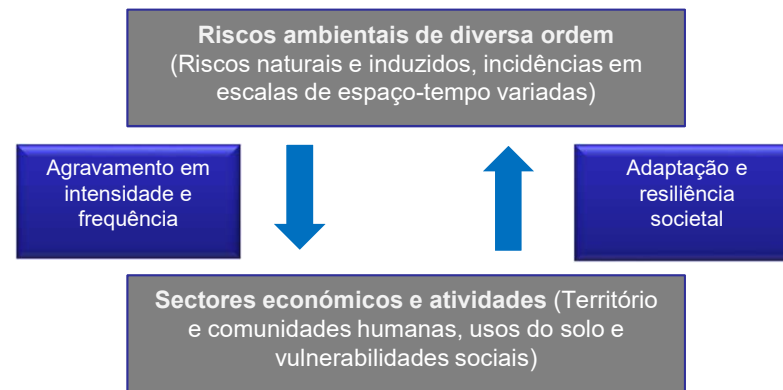 Riscos ambientais de diversa ordem
(Riscos naturais e induzidos, incidências em
escalas de espaço-tempo variadas)
Agravamento em
intensidade e
frequência
Adaptação e
resiliência
societal
Sectores económicos e atividades (Território
e comunidades humanas, usos do solo e
vulnerabilidades sociais)